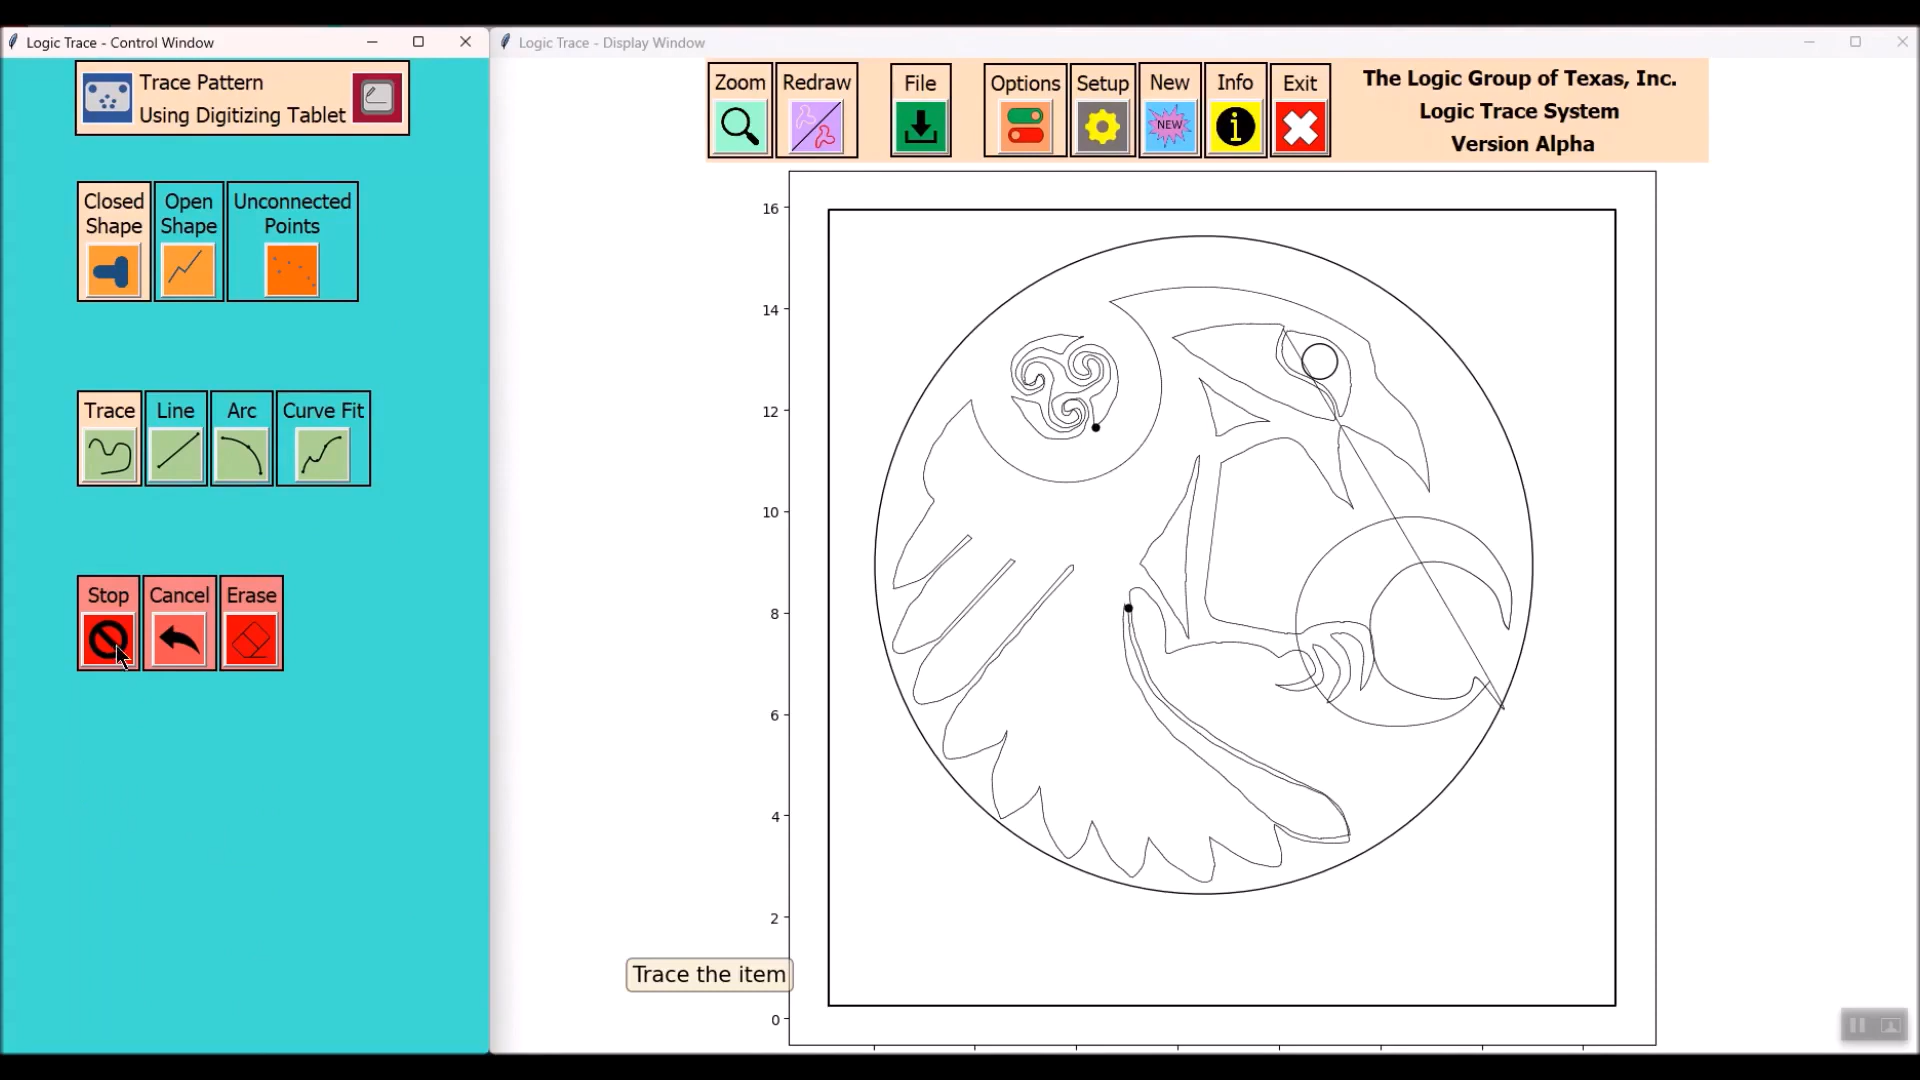 Logic Trace - Control Window
Logic Trace - Display Window
Trace Pattern
Using Digitizing Tablet
Closed
Shape
Open
Shape
Unconnected
Points
Trace
Line
Arc
Curve Fit
Stop
Cancel
Erase
Zoom
Redraw
File
Options
Setup
New
NEW
Info
i
Exit
The Logic Group of Texas, Inc.
Logic Trace System
Version Alpha
16
14
12
10
8
6
4
2
0
Trace the item